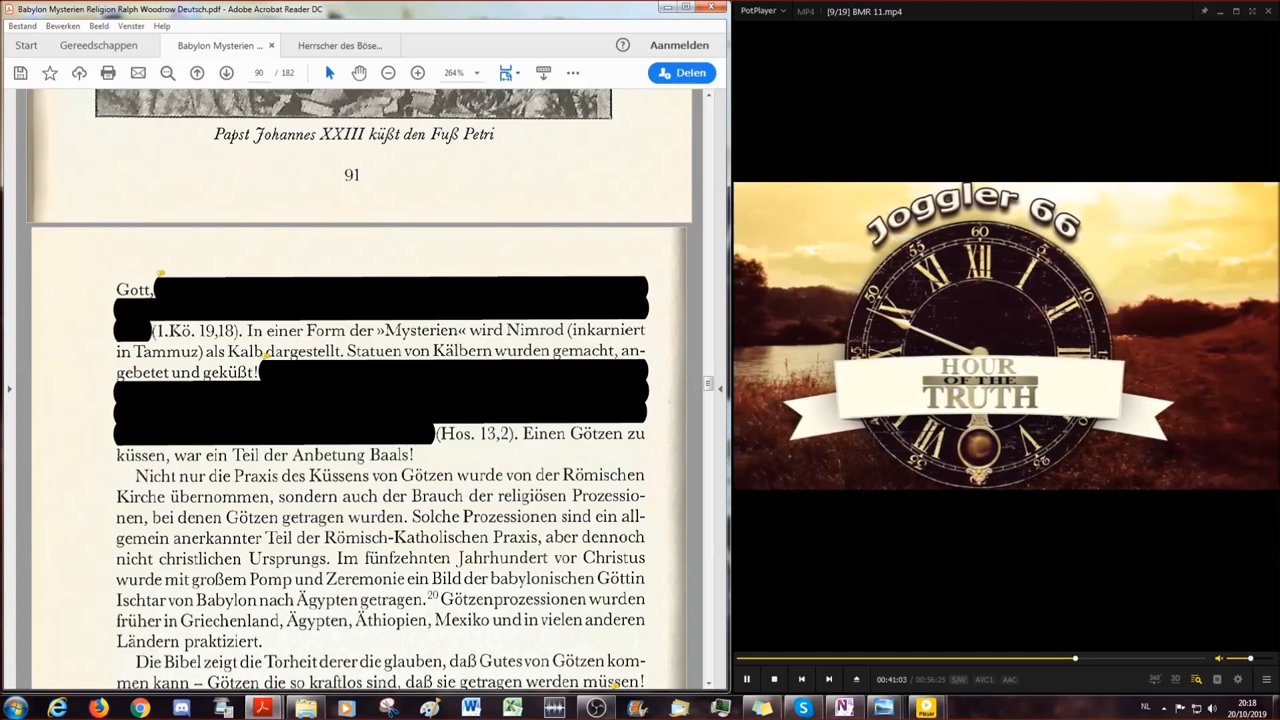 Babylon Mysterien Religion Ralph Woodrow Deutsch.pdf - Adobe Acrobat Reader DC
Bestand Bewerken Beeld Venster Help
Start Gereedschappen Babylon Mysterien ... × Herrscher des Böse... Aanmelden
90 / 182 264% Delen
Papst Johannes XXIII küßt den Fuß Petri
91
Gott,
(1.Kö. 19,18). In einer Form der »Mysterien« wird Nimrod (inkarniert
in Tammuz) als Kalb dargestellt. Statuen von Kälbern wurden gemacht, an-
gebetet und geküßt!
(Hos. 13,2). Einen Götzen zu
küssen, war ein Teil der Anbetung Baals!
Nicht nur die Praxis des Küssens von Götzen wurde von der Römischen
Kirche übernommen, sondern auch der Brauch der religiösen Prozessio-
nen, bei denen Götzen getragen wurden. Solche Prozessionen sind ein all-
gemein anerkannter Teil der Römisch-Katholischen Praxis, aber dennoch
nicht christlichen Ursprungs. Im fünfzehnten Jahrhundert vor Christus
wurde mit großem Pomp und Zeremonie ein Bild der babylonischen Göttin
Ischtar von Babylon nach Ägypten getragen.²⁰ Götzenprozessionen wurden
früher in Griechenland, Ägypten, Äthiopien, Mexiko und in vielen anderen
Ländern praktiziert.
Die Bibel zeigt die Torheit derer die glauben, daß Gutes von Götzen kom-
men kann – Götzen die so kraftlos sind, daß sie getragen werden müssen!
PotPlayer MP4 [9/19] BMR 11.mp4
Joggler 66
55 60 5
XI XII I
HOUR
OF THE
TRUTH
00:41:03 / 00:56:25 S/W AVC1 AAC
360° 3D
NL 20:18
20/10/2019